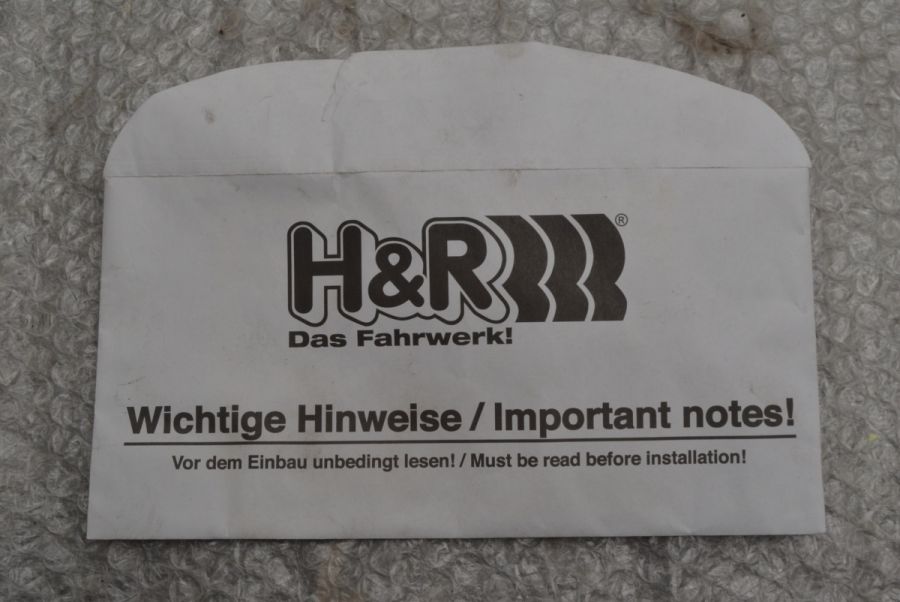 H&R®
Das Fahrwerk!
Wichtige Hinweise / Important notes!
Vor dem Einbau unbedingt lesen! / Must be read before installation!